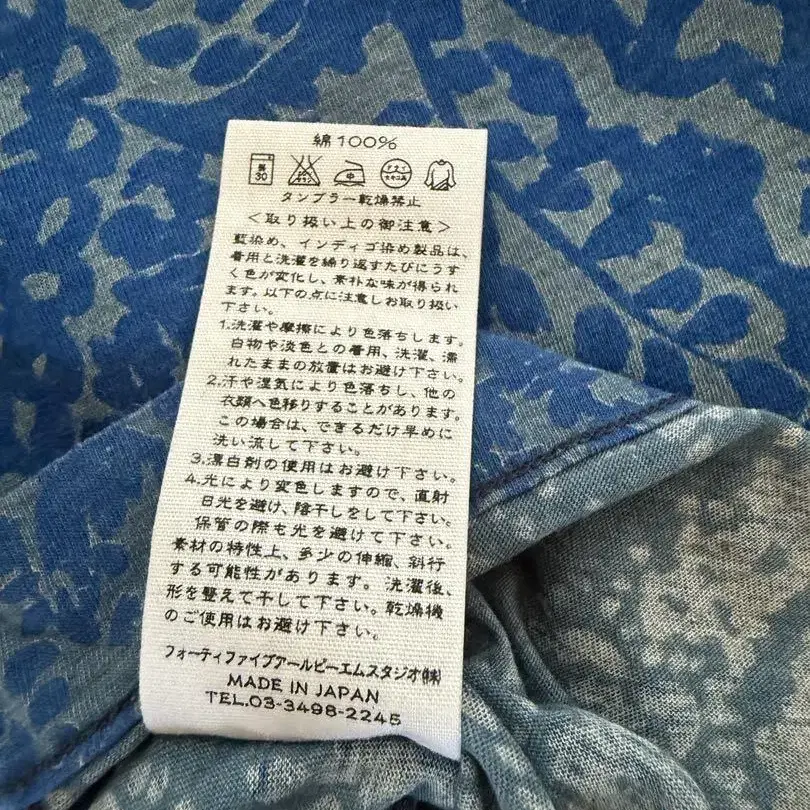 綿100%
弱
30
エンソ
サラシ
中
ドライ
セキユ系
タンブラー乾燥禁止
<取り扱い上の御注意>
藍染め、インディゴ染め製品は、
着用と洗濯を繰り返すたびにうす
く色が変化し、素朴な味が得られ
ます。以下の点に注意しお取り扱い
下さい。
1.洗濯や摩擦により色落ちします。
白物や淡色との着用、洗濯、濡
れたままの放置はお避け下さい。
2.汗や湿気により色落ちし、他の
衣類へ色移りすることがあります。
この場合は、できるだけ早めに
洗い流して下さい。
3.漂白剤の使用はお避け下さい。
4.光により変色しますので、直射
日光を避け、陰干しをして下さい。
保管の際も光を避けて下さい。
素材の特性上、多少の伸縮、斜行
する可能性があります。洗濯後、
形を整えて干して下さい。乾燥機
のご使用はお避け下さい。
フォーティファイブアールピーエムスタジオ(株)
MADE IN JAPAN
TEL.03-3498-2245